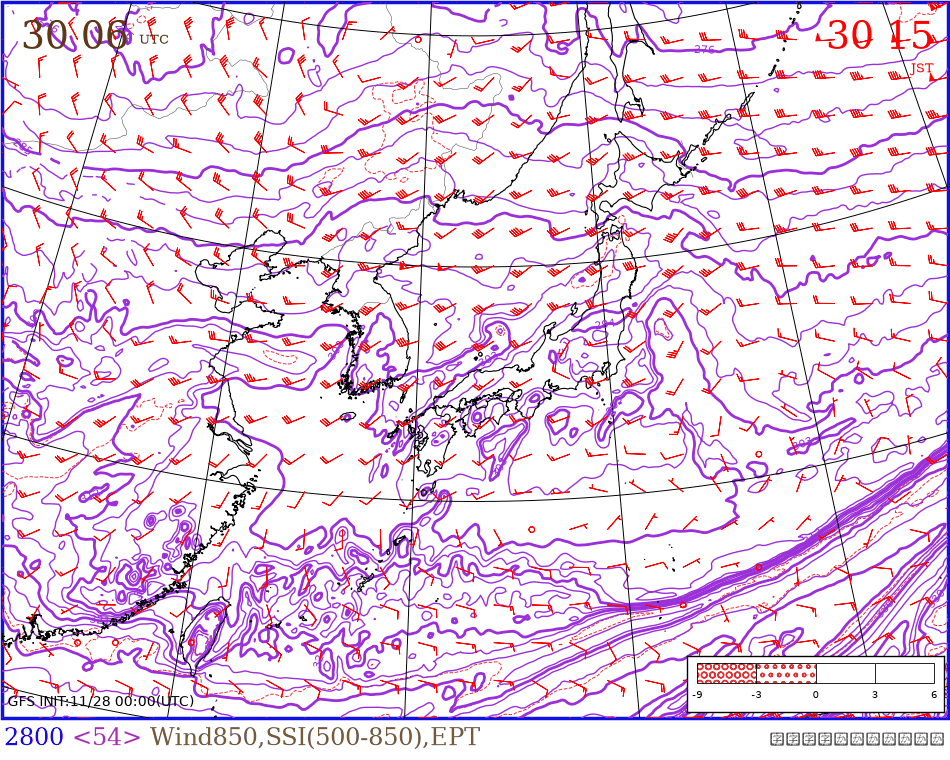 30 06 UTC
30 15
JST
276
GFS INIT:11/28 00:00(UTC)
-9 -3 0 3 6
2800 <54> Wind850,SSI(500-850),EPT